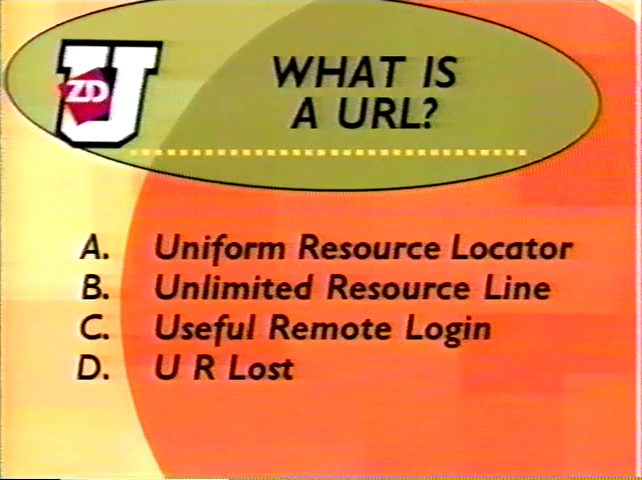 U
ZD
WHAT IS
A URL?
A. Uniform Resource Locator
B. Unlimited Resource Line
C. Useful Remote Login
D. U R Lost